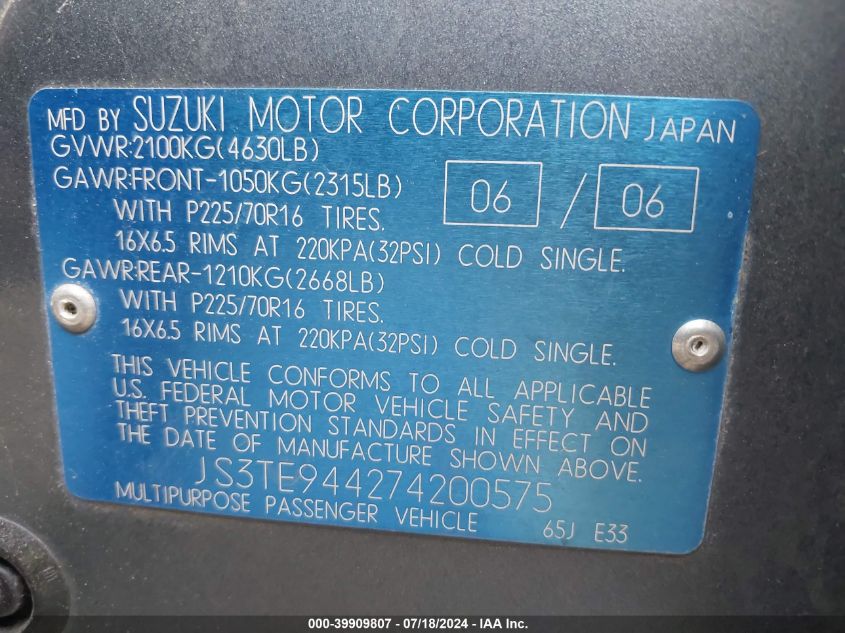 MFD BY SUZUKI MOTOR CORPORATION JAPAN
GVWR:2100KG(4630LB)
GAWR:FRONT-1050KG(2315LB) 06 / 06
WITH P225/70R16 TIRES.
16X6.5 RIMS AT 220KPA(32PSI) COLD SINGLE.
GAWR:REAR-1210KG(2668LB)
WITH P225/70R16 TIRES.
16X6.5 RIMS AT 220KPA(32PSI) COLD SINGLE.
THIS VEHICLE CONFORMS TO ALL APPLICABLE
U.S. FEDERAL MOTOR VEHICLE SAFETY AND
THEFT PREVENTION STANDARDS IN EFFECT ON
THE DATE OF MANUFACTURE SHOWN ABOVE.
JS3TE944274200575
MULTIPURPOSE PASSENGER VEHICLE 65J E33
000-39909807 / 07/18/2024 - IAA Inc.